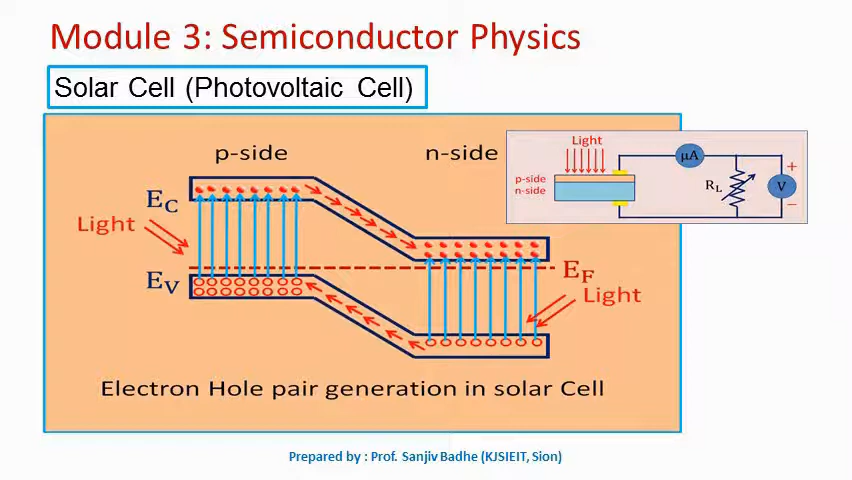 Module 3: Semiconductor Physics
Solar Cell (Photovoltaic Cell)
p-side
n-side
E_C
Light
E_V
E_F
Light
Electron Hole pair generation in solar Cell
Light
p-side
n-side
μA
R_L
V
+
−
Prepared by : Prof. Sanjiv Badhe (KJSIEIT, Sion)